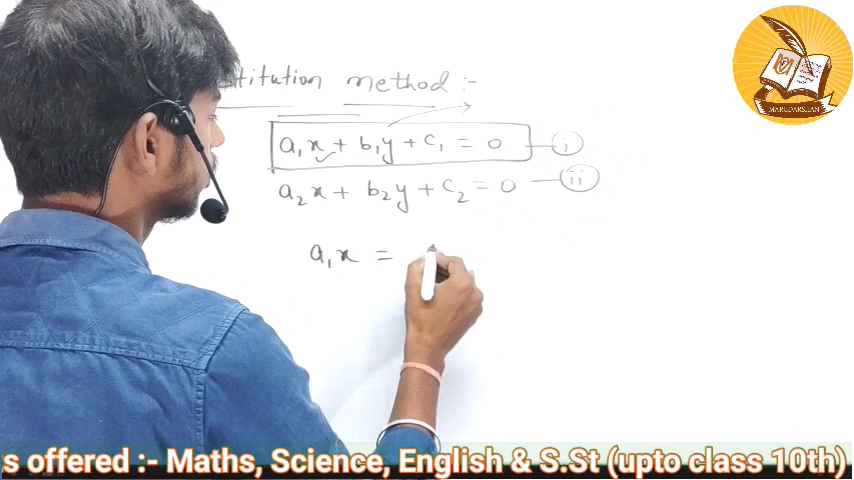 stitution method :-
a₁x + b₁y + c₁ = 0 — (i)
a₂x + b₂y + c₂ = 0 — (ii)
a₁x =
MARGDARSHAN
s offered :- Maths, Science, English & S.St (upto class 10th)